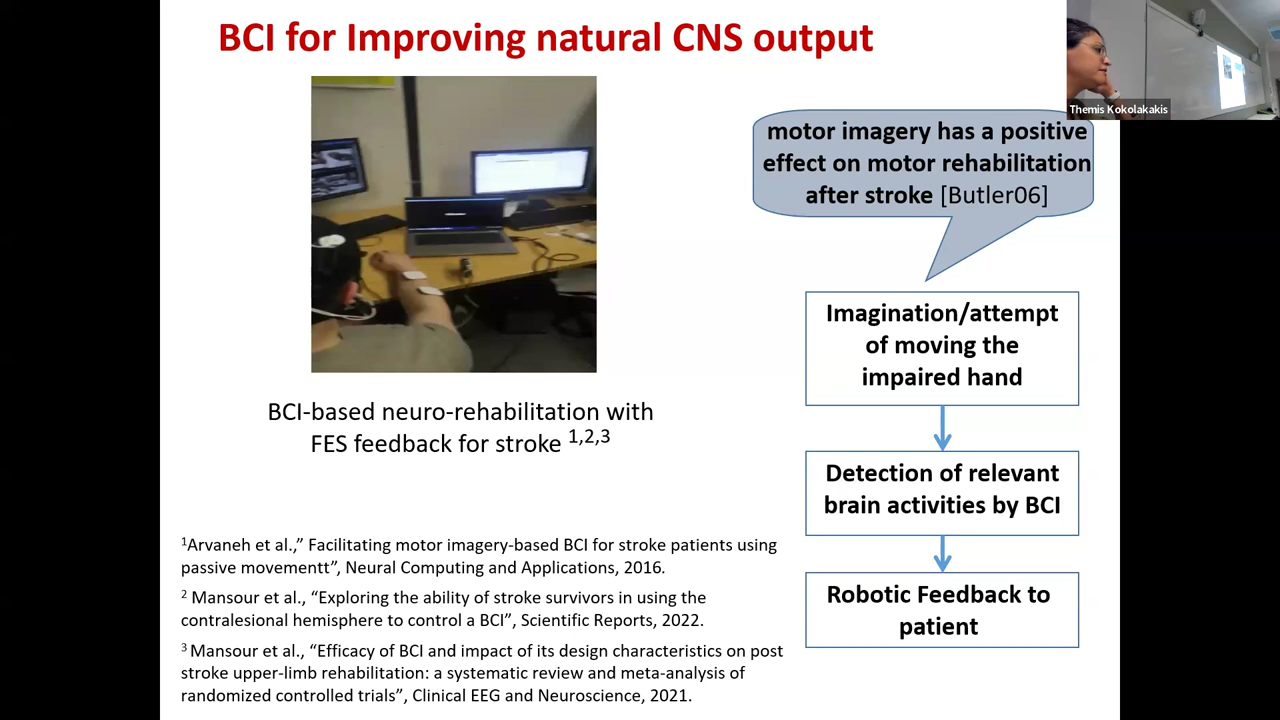 BCI for Improving natural CNS output
Themis Kokolakakis
motor imagery has a positive
effect on motor rehabilitation
after stroke [Butler06]
Imagination/attempt
of moving the
impaired hand
BCI-based neuro-rehabilitation with
FES feedback for stroke 1,2,3
Detection of relevant
brain activities by BCI
Robotic Feedback to
patient
1Arvaneh et al.,” Facilitating motor imagery-based BCI for stroke patients using
passive movementt”, Neural Computing and Applications, 2016.
2 Mansour et al., “Exploring the ability of stroke survivors in using the
contralesional hemisphere to control a BCI”, Scientific Reports, 2022.
3 Mansour et al., “Efficacy of BCI and impact of its design characteristics on post
stroke upper-limb rehabilitation: a systematic review and meta-analysis of
randomized controlled trials”, Clinical EEG and Neuroscience, 2021.